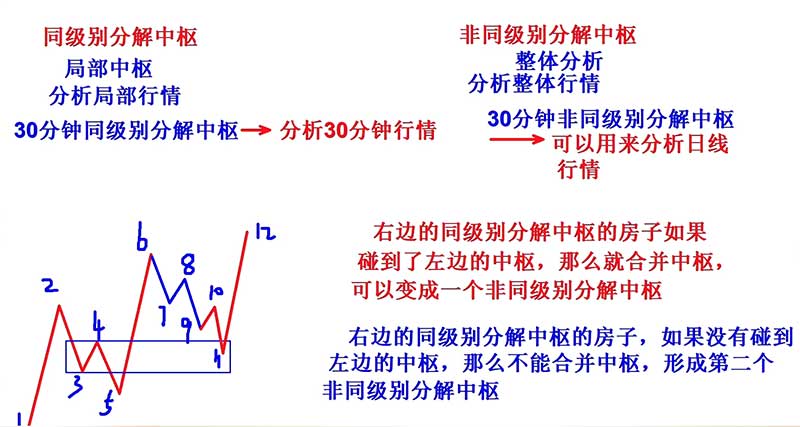 同级别分解中枢
局部中枢
分析局部行情
30分钟同级别分解中枢
分析30分钟行情
非同级别分解中枢
整体分析
分析整体行情
30分钟非同级别分解中枢
可以用来分析日线
行情
右边的同级别分解中枢的房子如果
碰到了左边的中枢，那么就合并中枢，
可以变成一个非同级别分解中枢
右边的同级别分解中枢的房子，如果没有碰到
左边的中枢，那么不能合并中枢，形成第二个
非同级别分解中枢
1
2
3
4
5
6
7
8
9
10
11
12